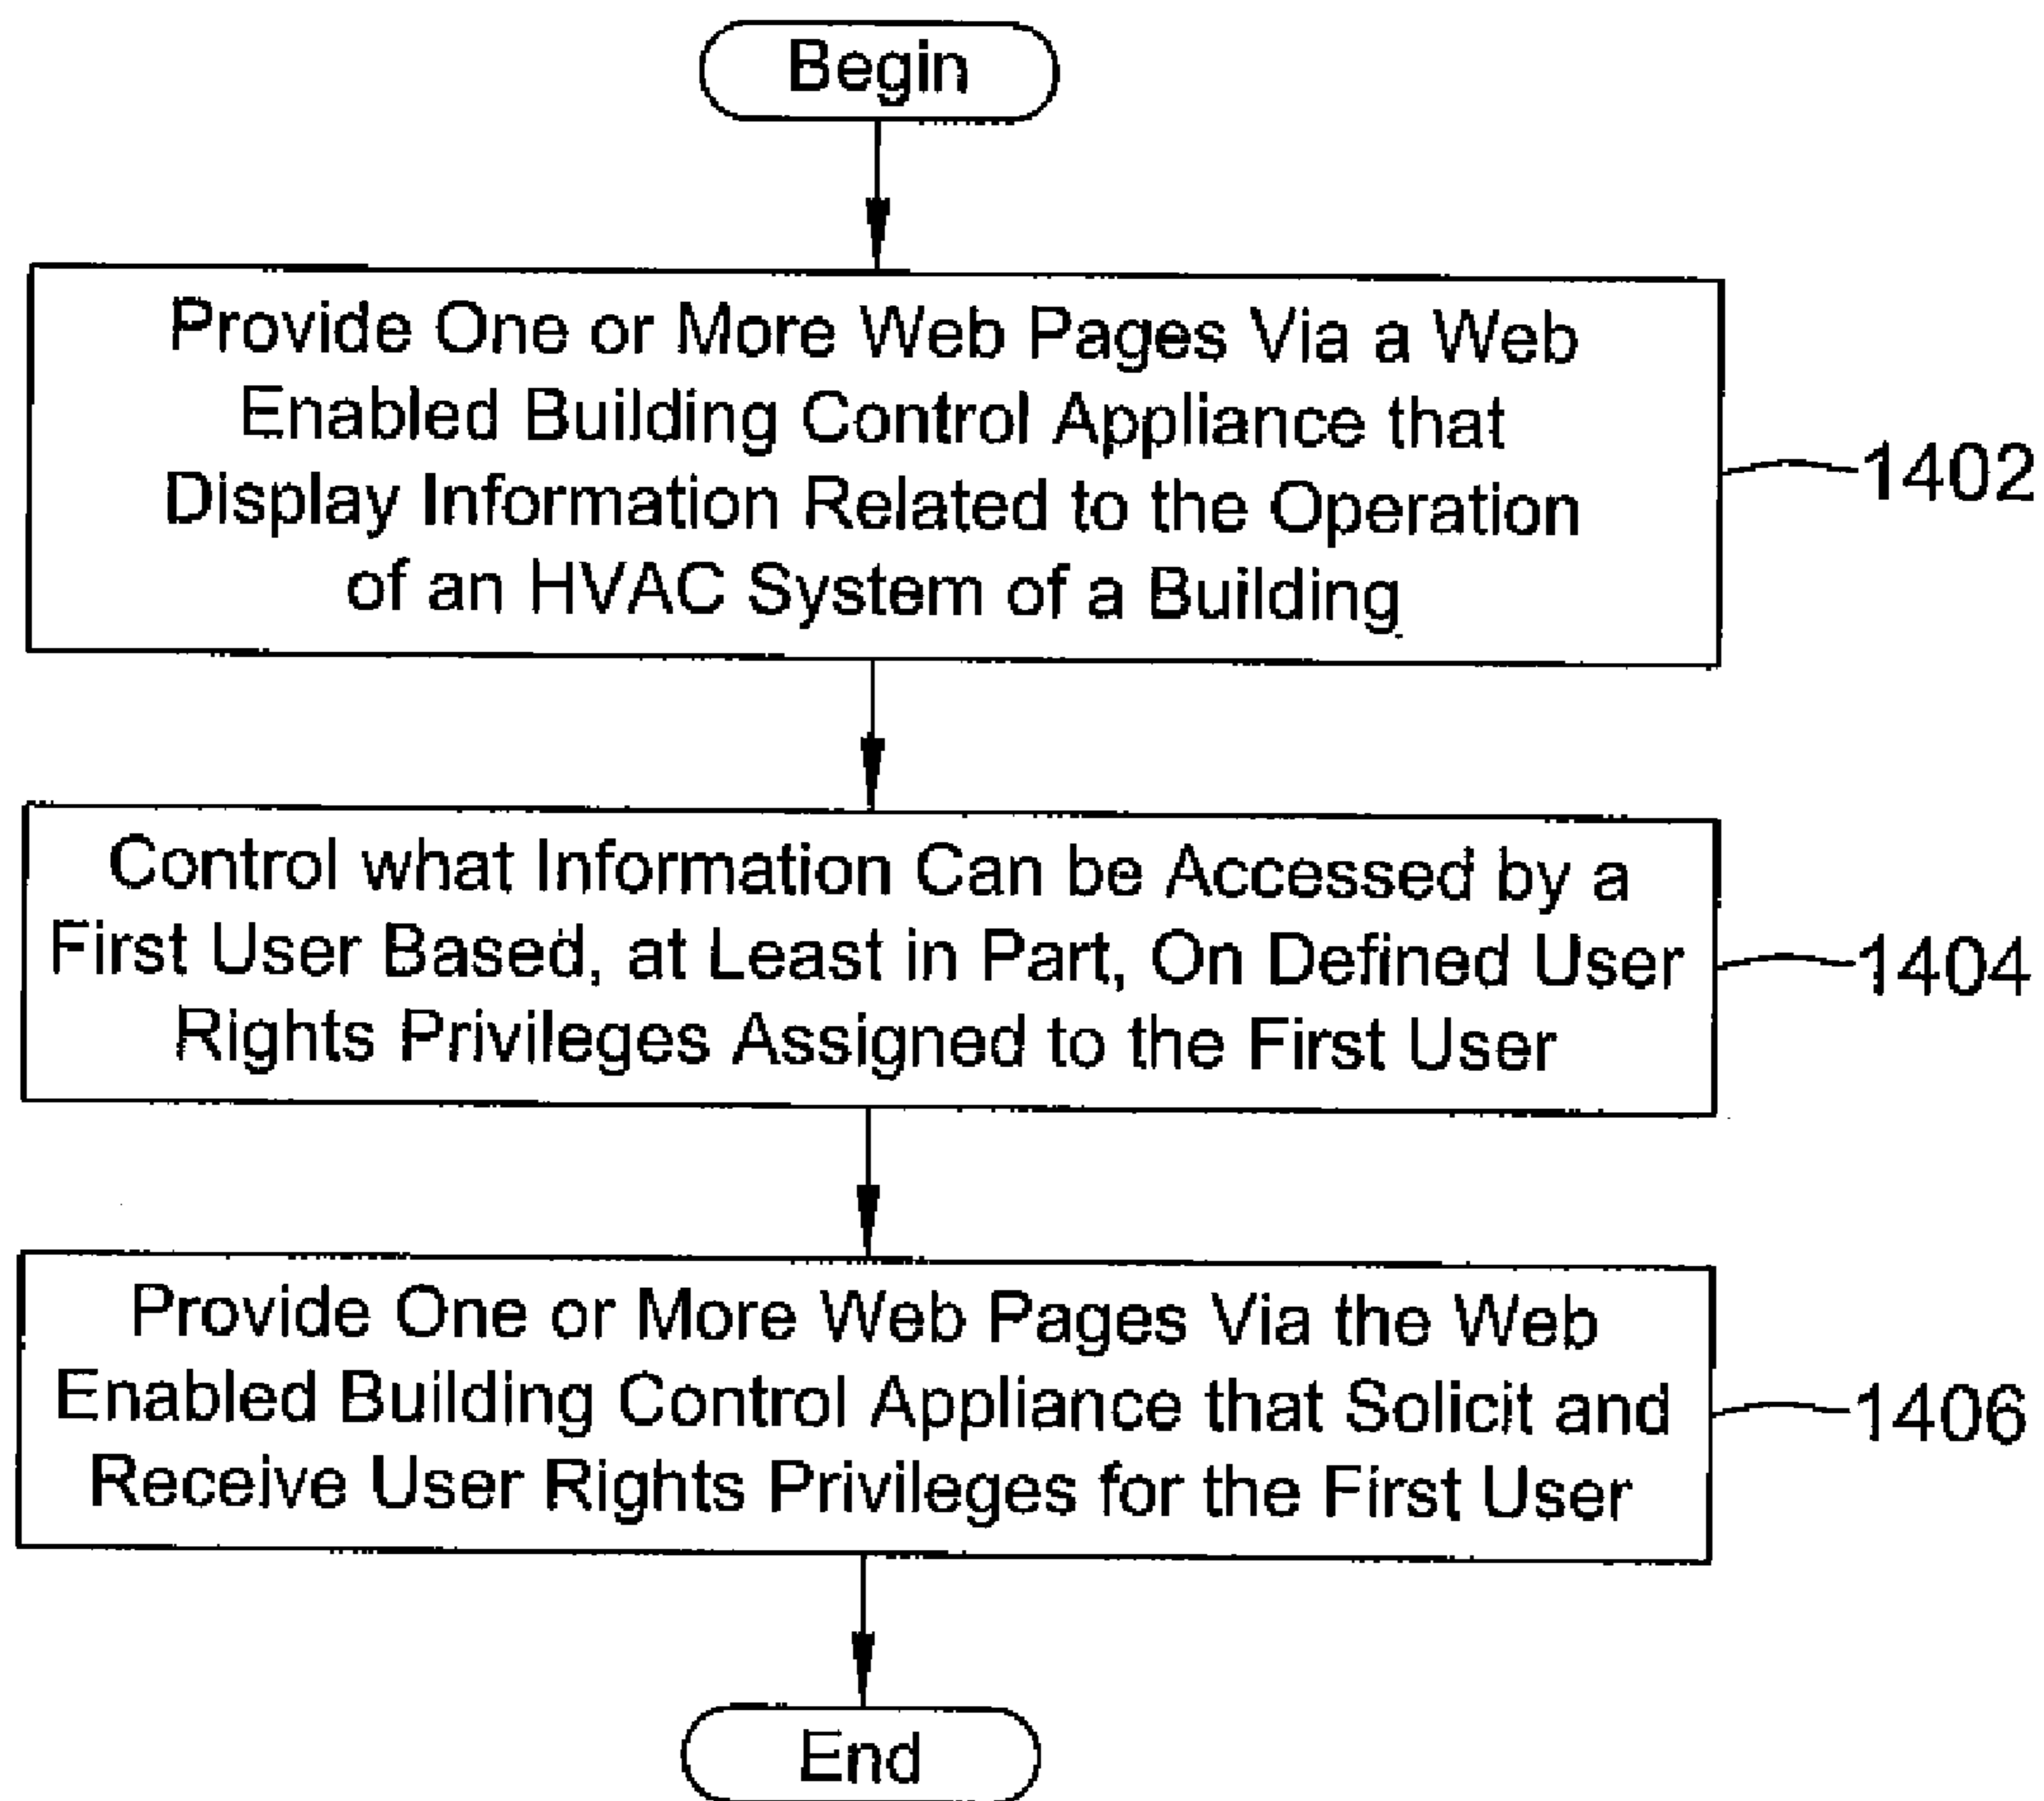 Begin
Provide One or More Web Pages Via a Web
Enabled Building Control Appliance that
Display Information Related to the Operation
of an HVAC System of a Building
1402
Control what Information Can be Accessed by a
First User Based, at Least in Part, On Defined User
Rights Privileges Assigned to the First User
1404
Provide One or More Web Pages Via the Web
Enabled Building Control Appliance that Solicit and
Receive User Rights Privileges for the First User
1406
End